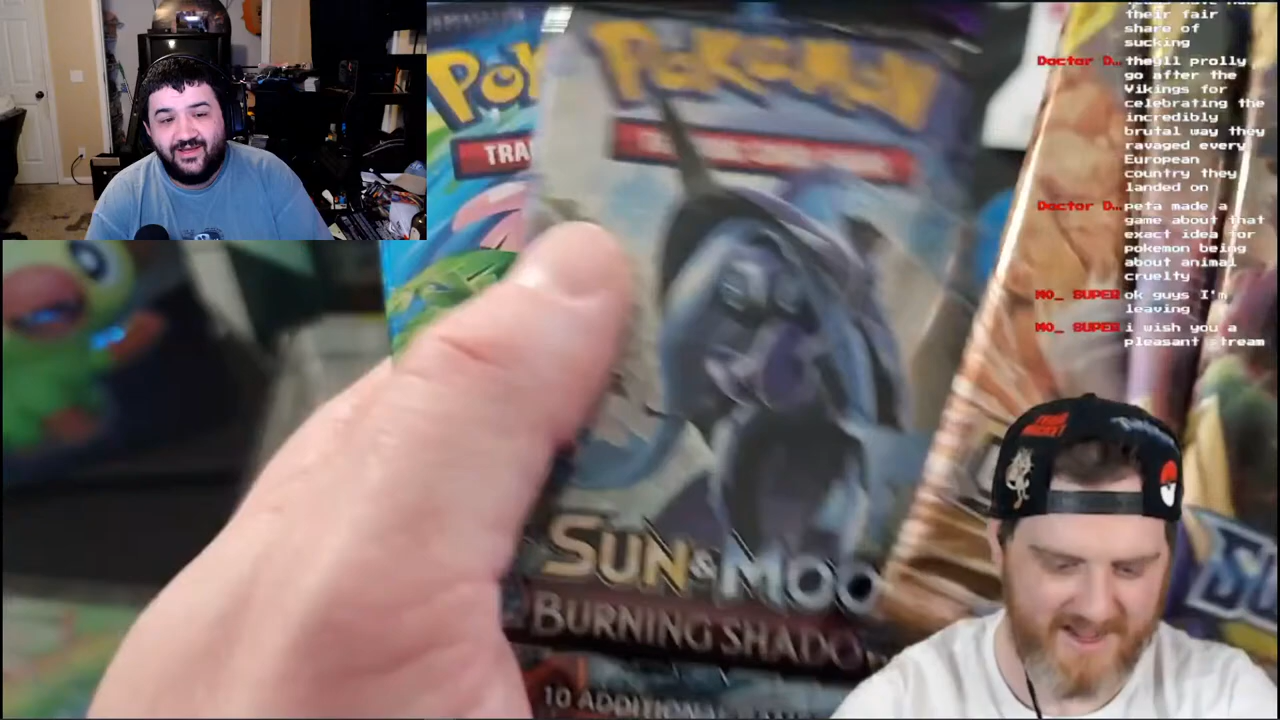 their fair
share of
sucking
Doctor D… they'll prolly
go after the
Vikings for
celebrating the
incredibly
brutal way they
ravaged every
European
country they
landed on
Doctor D… peta made a
game about that
exact idea for
pokemon being
about animal
cruelty
MO_ SUPER ok guys I'm
leaving
MO_ SUPER i wish you a
pleasant stream
Pok
TRA
POKEMON
SUN & MOO
BURNING SHADO
10 ADDITIONAL